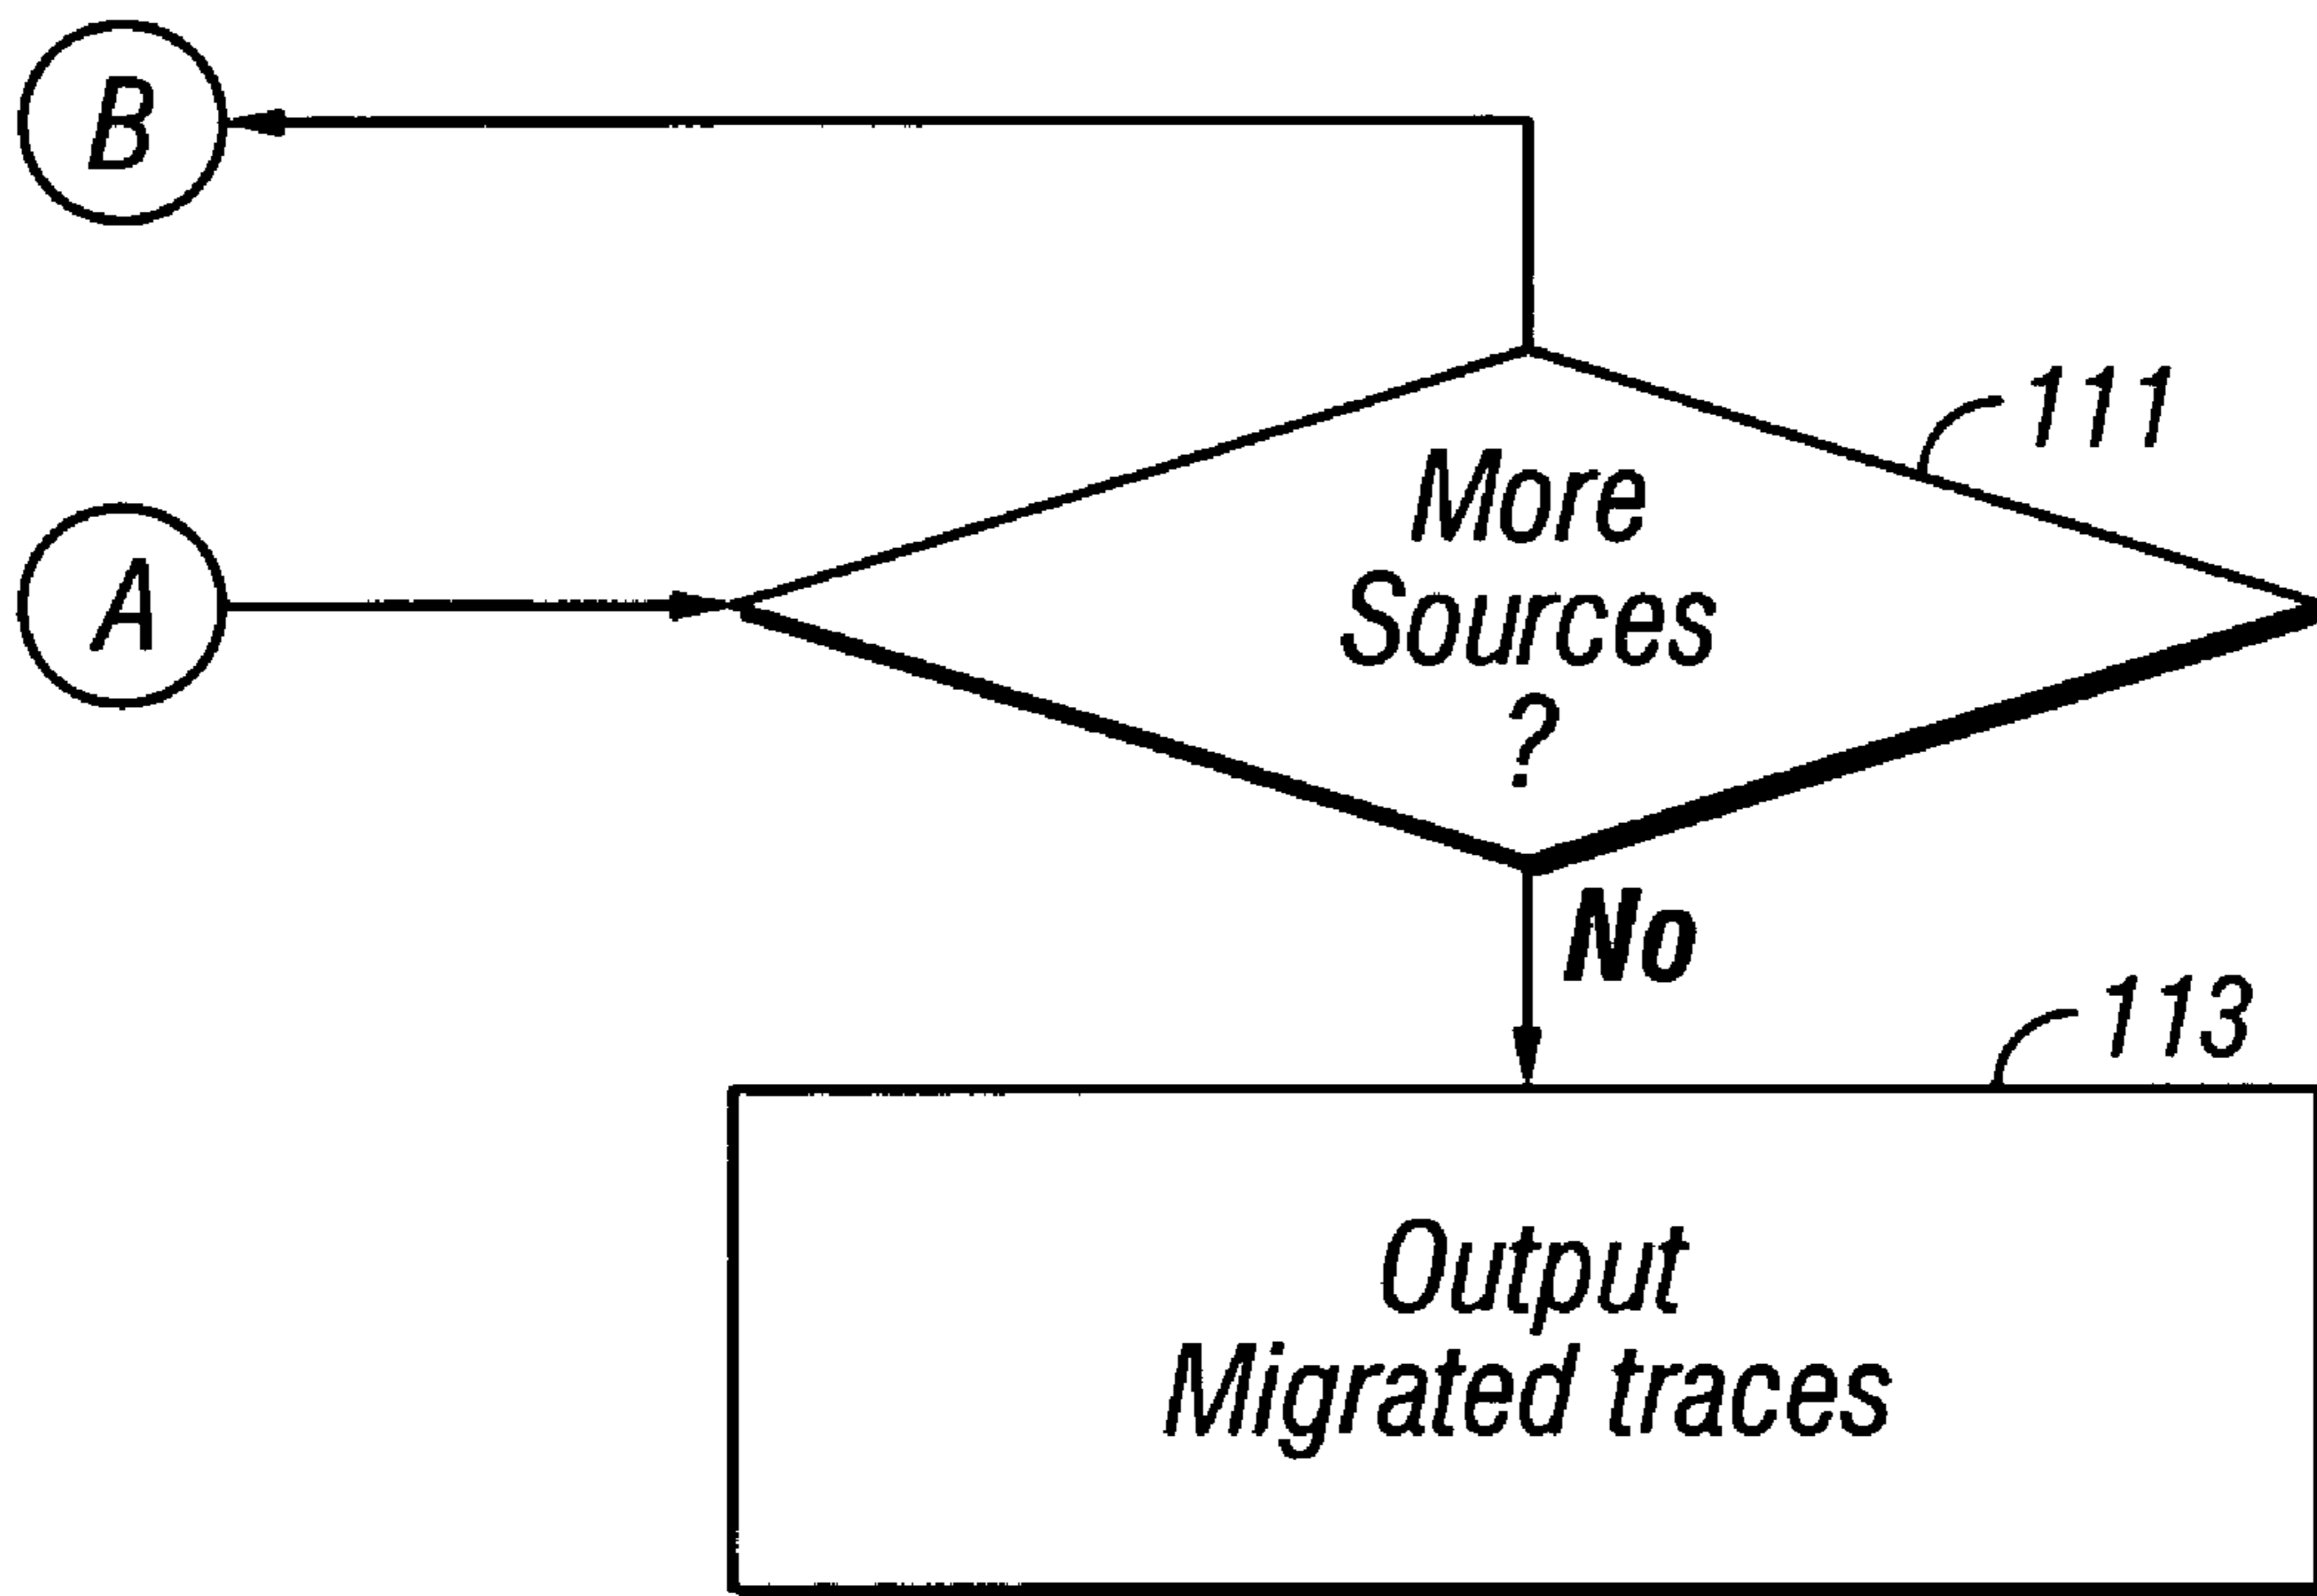 B
111
More
Sources
?
A
No
113
Output
Migrated traces